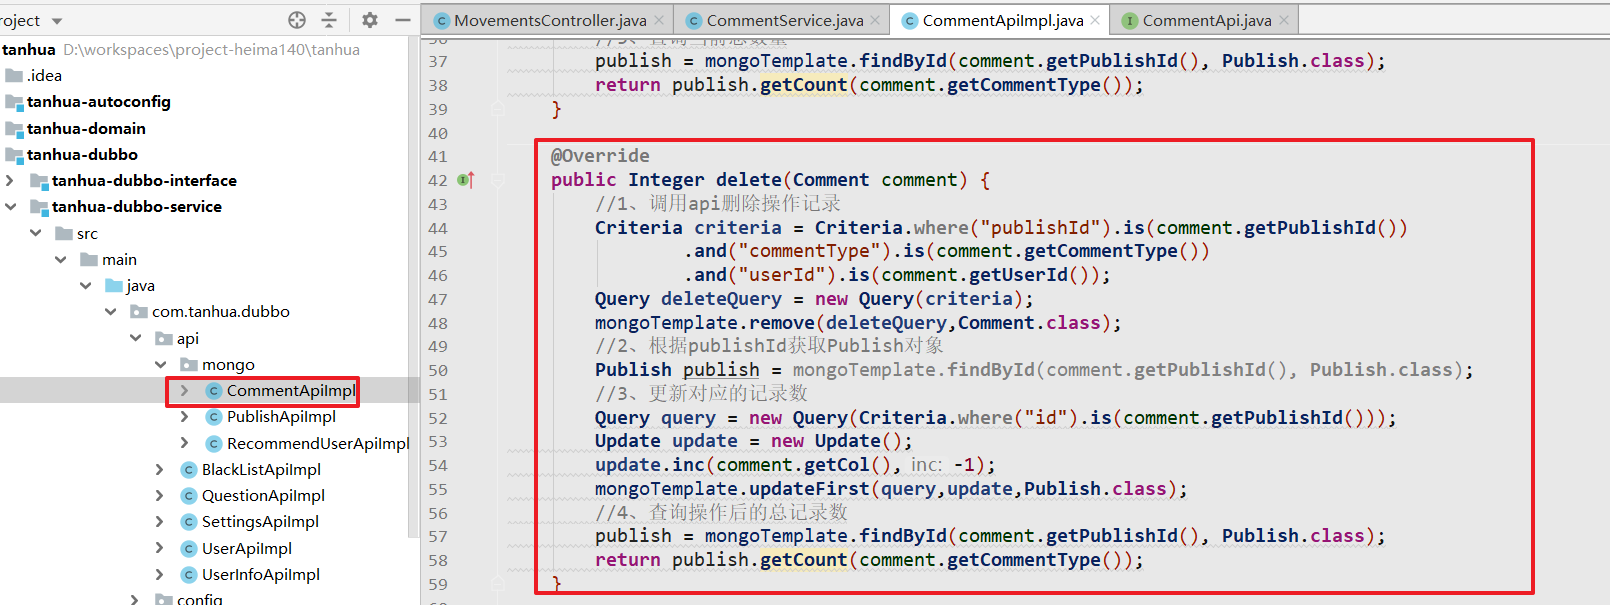 roject
MovementsController.java
CommentService.java
CommentApiImpl.java
CommentApi.java
tanhua D:\workspaces\project-heima140\tanhua
.idea
tanhua-autoconfig
tanhua-domain
tanhua-dubbo
tanhua-dubbo-interface
tanhua-dubbo-service
src
main
java
com.tanhua.dubbo
api
mongo
CommentApiImpl
PublishApiImpl
RecommendUserApiImpl
BlackListApiImpl
QuestionApiImpl
SettingsApiImpl
UserApiImpl
UserInfoApiImpl
config
36 //3、查询当前总数量
37 publish = mongoTemplate.findById(comment.getPublishId(), Publish.class);
38 return publish.getCount(comment.getCommentType());
39 }
40
41 @Override
42 public Integer delete(Comment comment) {
43 //1、调用api删除操作记录
44 Criteria criteria = Criteria.where("publishId").is(comment.getPublishId())
45 .and("commentType").is(comment.getCommentType())
46 .and("userId").is(comment.getUserId());
47 Query deleteQuery = new Query(criteria);
48 mongoTemplate.remove(deleteQuery,Comment.class);
49 //2、根据publishId获取Publish对象
50 Publish publish = mongoTemplate.findById(comment.getPublishId(), Publish.class);
51 //3、更新对应的记录数
52 Query query = new Query(Criteria.where("id").is(comment.getPublishId()));
53 Update update = new Update();
54 update.inc(comment.getCol(), inc: -1);
55 mongoTemplate.updateFirst(query,update,Publish.class);
56 //4、查询操作后的总记录数
57 publish = mongoTemplate.findById(comment.getPublishId(), Publish.class);
58 return publish.getCount(comment.getCommentType());
59 }